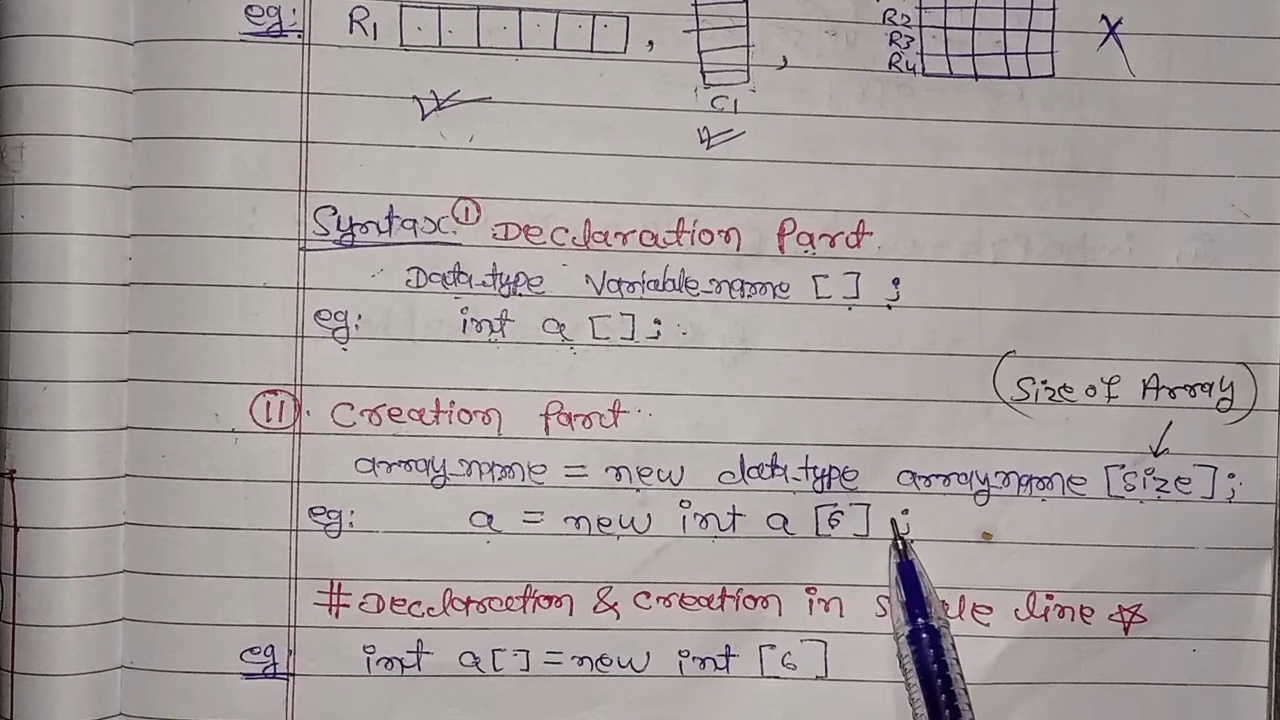 eg: R1 , , R2
R3
R4 X
C1
Syntax: ① Declaration Part.
Data-type Variable-name [ ] ;
eg: int a [ ] ;
(Size of Array)
⑪. Creation Part
array-name = new data-type array-name [size];
eg: a = new int a [6] ;
# Declaration & creation in line ☆
eg int a[ ] = new int [6]